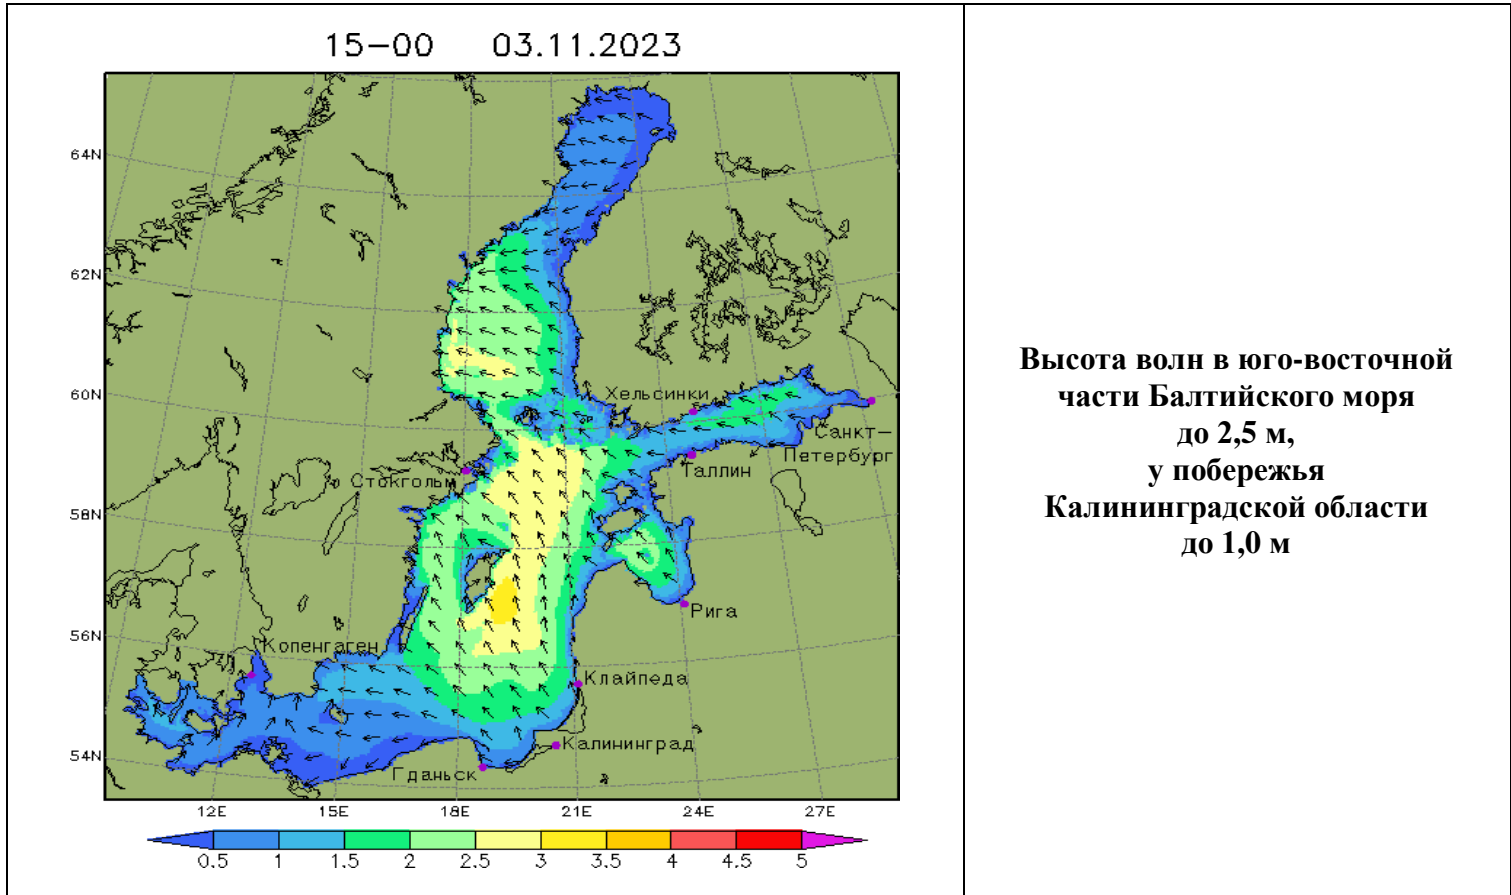 15-00 03.11.2023
64N
62N
60N
58N
56N
54N
Хельсинки
Санкт-
Петербург
Таллин
Стокгольм
Рига
Копенгаген
Клайпеда
Калининград
Гданьск
12E 15E 18E 21E 24E 27E
0.5 1 1.5 2 2.5 3 3.5 4 4.5 5
Высота волн в юго-восточной
части Балтийского моря
до 2,5 м,
у побережья
Калининградской области
до 1,0 м